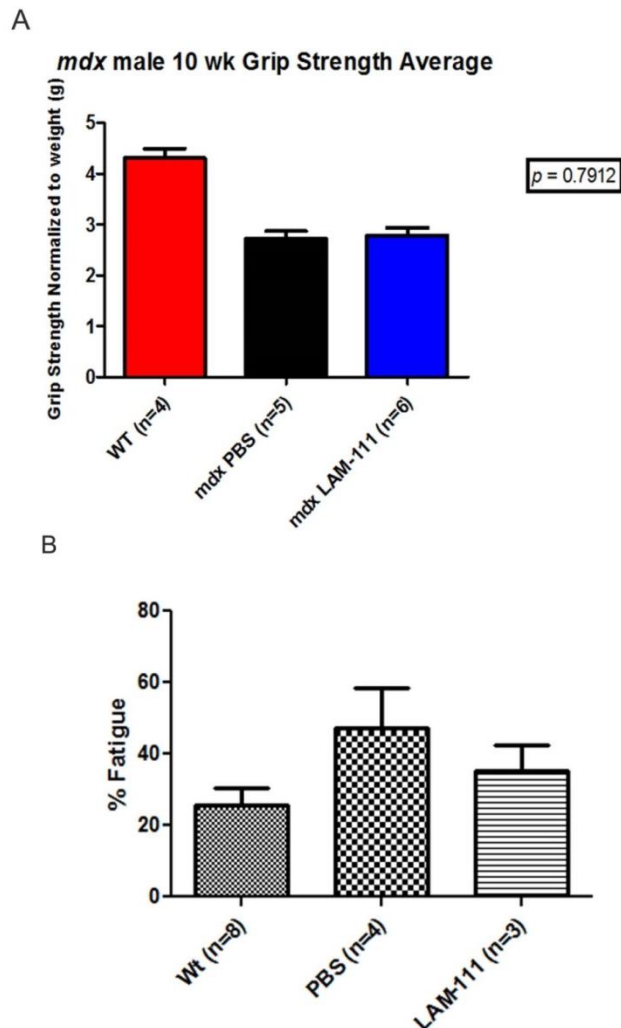 A
mdx male 10 wk Grip Strength Average
Grip Strength Normalized to weight (g)
5
4
3
2
1
0
p = 0.7912
WT (n=4)
mdx PBS (n=5)
mdx LAM-111 (n=6)
B
% Fatigue
80
60
40
20
0
Wt (n=8)
PBS (n=4)
LAM-111 (n=3)